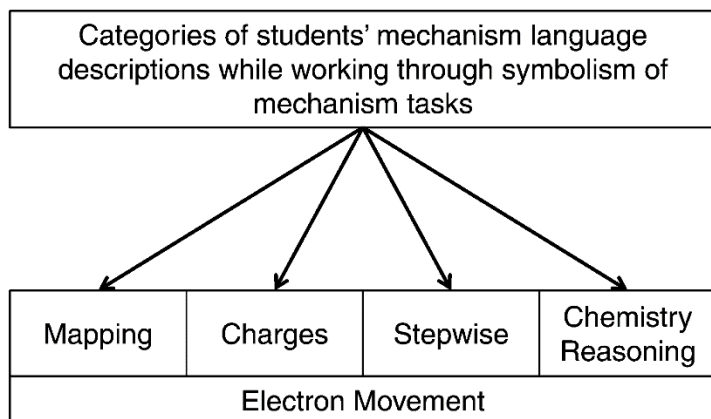 Categories of students’ mechanism language
descriptions while working through symbolism of
mechanism tasks
Mapping
Charges
Stepwise
Chemistry
Reasoning
Electron Movement